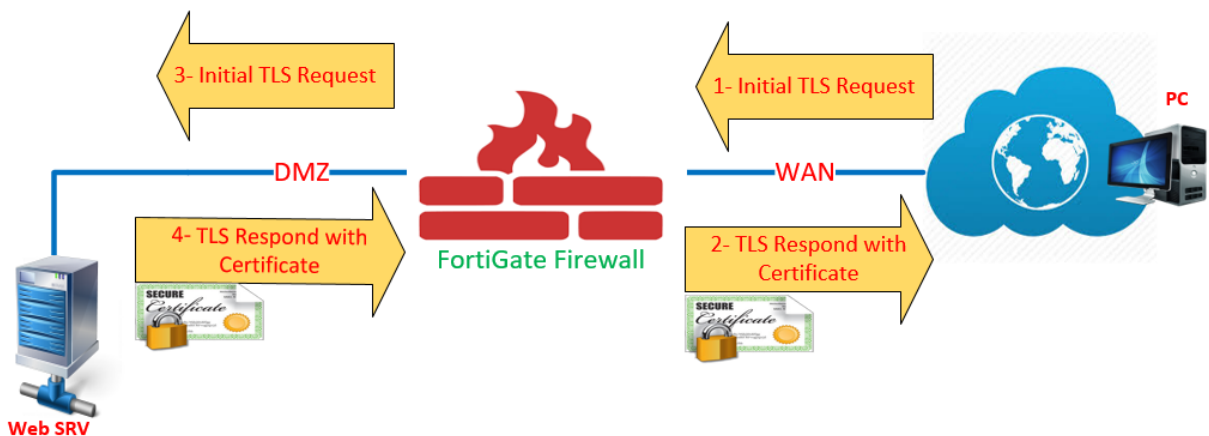 3- Initial TLS Request
1- Initial TLS Request
PC
DMZ
WAN
4- TLS Respond with
Certificate
2- TLS Respond with
Certificate
FortiGate Firewall
SECURE
Certificate
SECURE
Certificate
Web SRV